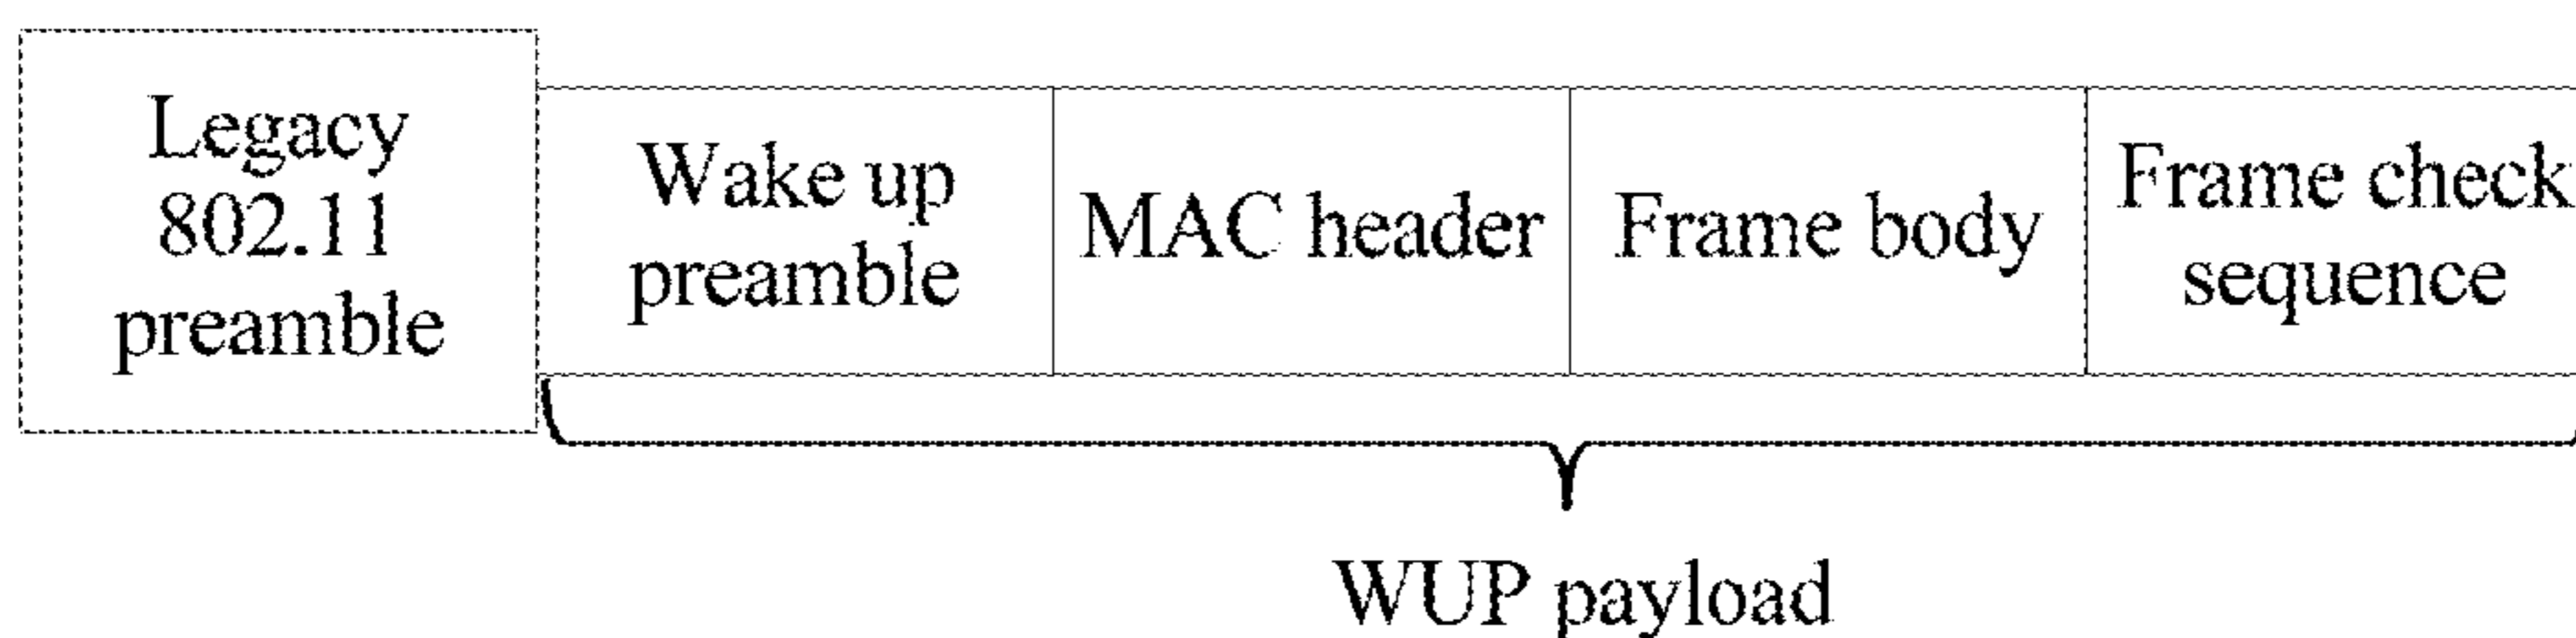 Legacy
802.11
preamble
Wake up
preamble
MAC header
Frame body
Frame check
sequence
WUP payload